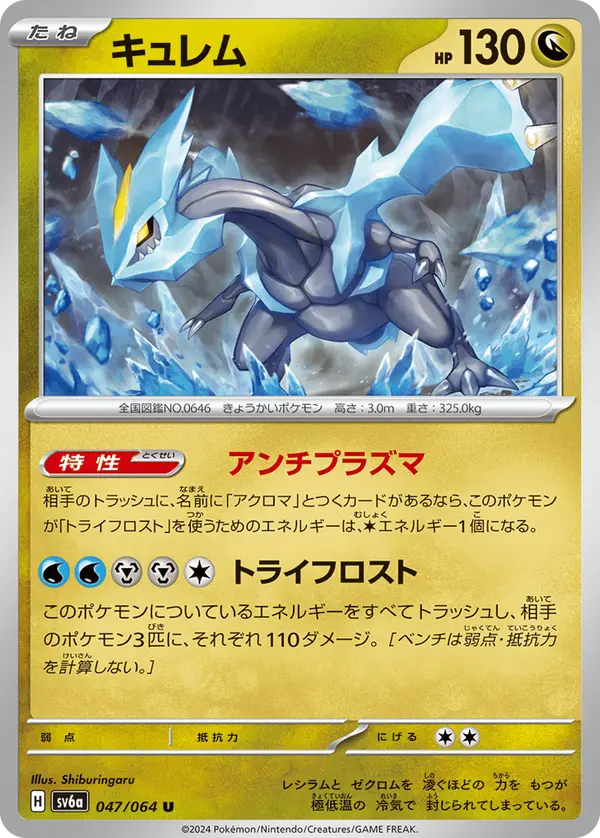 たね キュレム HP 130
全国図鑑NO.0646 きょうかいポケモン 高さ:3.0m 重さ:325.0kg
特性 とくせい アンチプラズマ
相手のトラッシュに、名前に「アクロマ」とつくカードがあるなら、このポケモン
が「トライフロスト」を使うためのエネルギーは、エネルギー1個になる。
トライフロスト
このポケモンについているエネルギーをすべてトラッシュし、相手
のポケモン3匹に、それぞれ110ダメージ。[ベンチは弱点・抵抗力
を計算しない。]
弱点 抵抗力 にげる
Illus. Shiburingaru
H sv6a 047/064 U
レシラムと ゼクロムを 凌ぐほどの 力を もつが
極低温の 冷気で 封じられてしまっている。
©2024 Pokémon/Nintendo/Creatures/GAME FREAK.